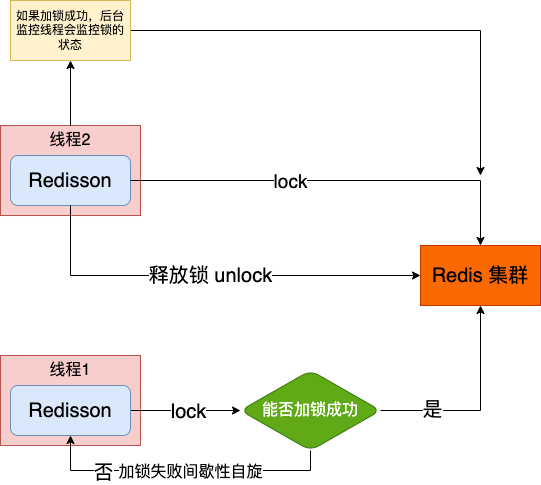 如果加锁成功，后台
监控线程会监控锁的
状态
线程2
Redisson
lock
释放锁 unlock
Redis 集群
线程1
Redisson
lock
能否加锁成功
是
否 加锁失败间歇性自旋